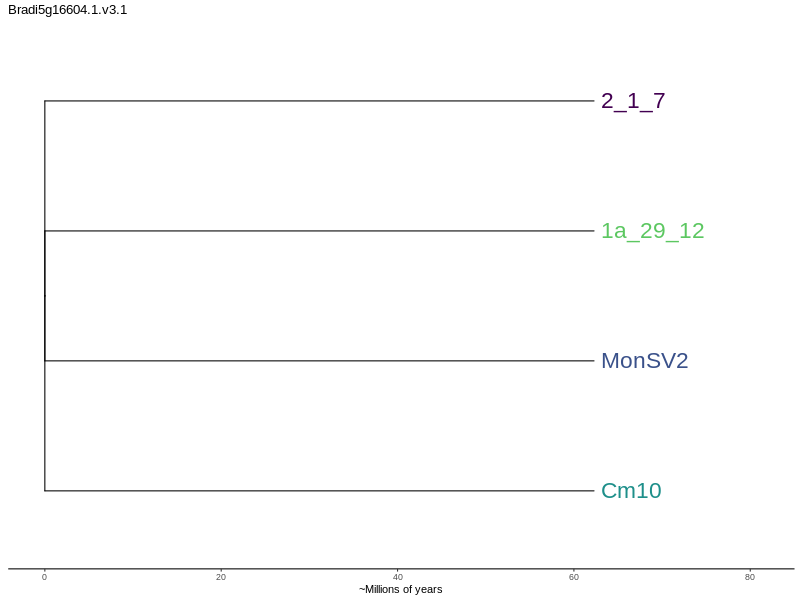 Bradi5g16604.1.v3.1
2_1_7
1a_29_12
MonSV2
Cm10
0 20 40 60 80
~Millions of years